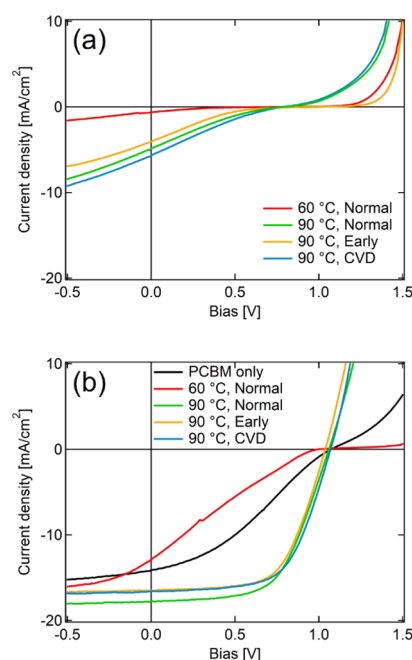 (a)
10
0
-10
-20
Current density [mA/cm²]
60 °C, Normal
90 °C, Normal
90 °C, Early
90 °C, CVD
-0.5 0.0 0.5 1.0 1.5
Bias [V]
(b)
10
0
-10
-20
Current density [mA/cm²]
PCBM only
60 °C, Normal
90 °C, Normal
90 °C, Early
90 °C, CVD
-0.5 0.0 0.5 1.0 1.5
Bias [V]